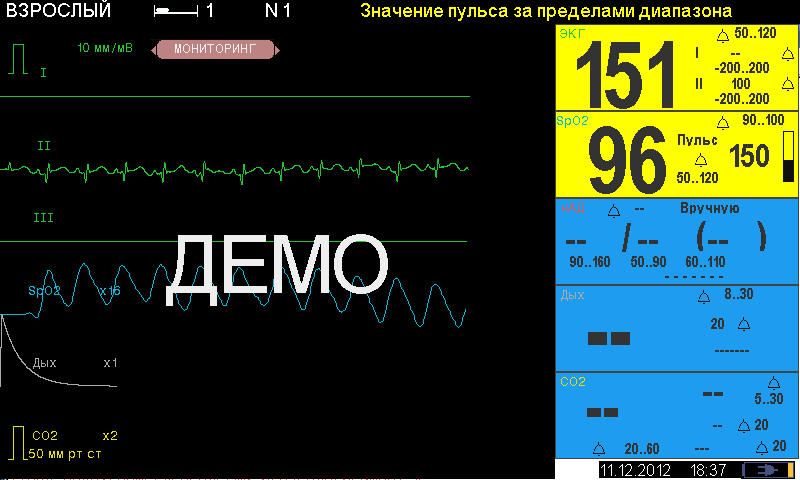 ВЗРОСЛЫЙ 1 N 1 Значение пульса за пределами диапазона
10 мм/мВ МОНИТОРИНГ
I
II
III
ДЕМО
SpO2 x16
Дых x1
CO2 x2
50 мм рт ст
ЭКГ 50..120
151 I --
-200..200
II 100
-200..200
SpO2 90..100
96 Пульс 150
50..120
-- Вручную
-- / -- (-- )
90..160 50..90 60..110
- - - - - - -
Дых 8..30
-- 20
-------
CO2 --
-- 5..30
-- 20
20..60 --- 20
11.12.2012 18:37